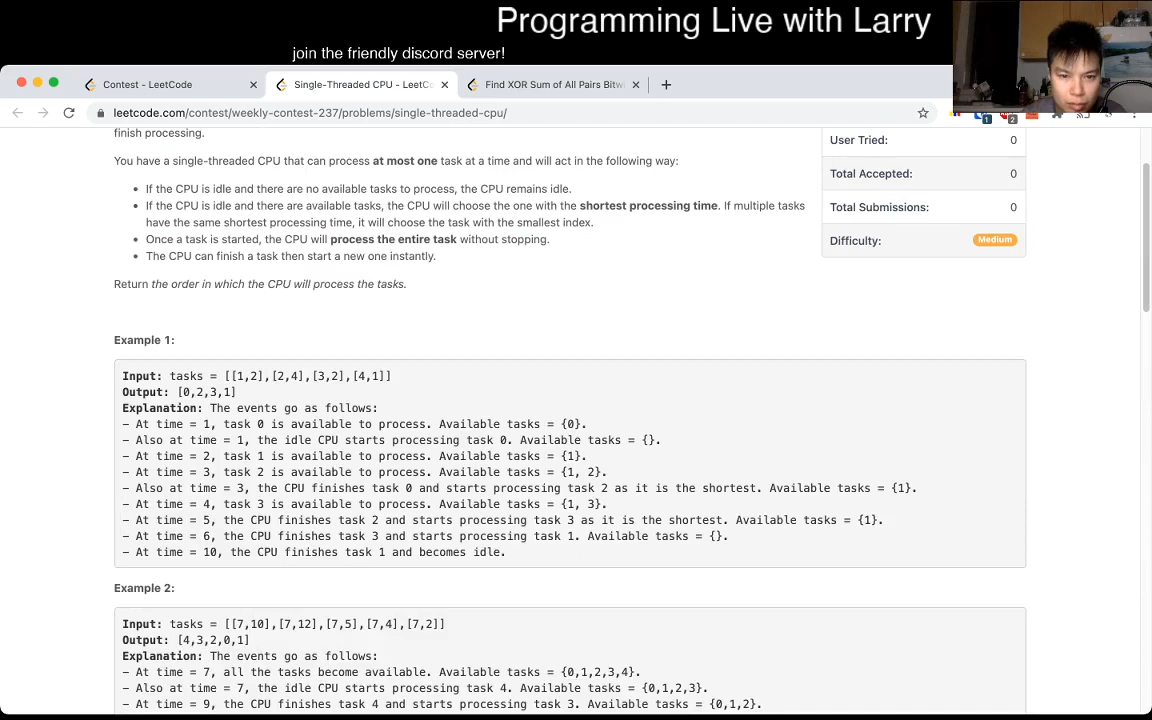 Programming Live with Larry
join the friendly discord server!
Contest - LeetCode
Single-Threaded CPU - LeetC
Find XOR Sum of All Pairs Bitwi
leetcode.com/contest/weekly-contest-237/problems/single-threaded-cpu/
1
2
finish processing.
You have a single-threaded CPU that can process at most one task at a time and will act in the following way:
• If the CPU is idle and there are no available tasks to process, the CPU remains idle.
• If the CPU is idle and there are available tasks, the CPU will choose the one with the shortest processing time. If multiple tasks
have the same shortest processing time, it will choose the task with the smallest index.
• Once a task is started, the CPU will process the entire task without stopping.
• The CPU can finish a task then start a new one instantly.
Return the order in which the CPU will process the tasks.
User Tried: 0
Total Accepted: 0
Total Submissions: 0
Difficulty: Medium
Example 1:
Input: tasks = [[1,2],[2,4],[3,2],[4,1]]
Output: [0,2,3,1]
Explanation: The events go as follows:
- At time = 1, task 0 is available to process. Available tasks = {0}.
- Also at time = 1, the idle CPU starts processing task 0. Available tasks = {}.
- At time = 2, task 1 is available to process. Available tasks = {1}.
- At time = 3, task 2 is available to process. Available tasks = {1, 2}.
- Also at time = 3, the CPU finishes task 0 and starts processing task 2 as it is the shortest. Available tasks = {1}.
- At time = 4, task 3 is available to process. Available tasks = {1, 3}.
- At time = 5, the CPU finishes task 2 and starts processing task 3 as it is the shortest. Available tasks = {1}.
- At time = 6, the CPU finishes task 3 and starts processing task 1. Available tasks = {}.
- At time = 10, the CPU finishes task 1 and becomes idle.
Example 2:
Input: tasks = [[7,10],[7,12],[7,5],[7,4],[7,2]]
Output: [4,3,2,0,1]
Explanation: The events go as follows:
- At time = 7, all the tasks become available. Available tasks = {0,1,2,3,4}.
- Also at time = 7, the idle CPU starts processing task 4. Available tasks = {0,1,2,3}.
- At time = 9, the CPU finishes task 4 and starts processing task 3. Available tasks = {0,1,2}.